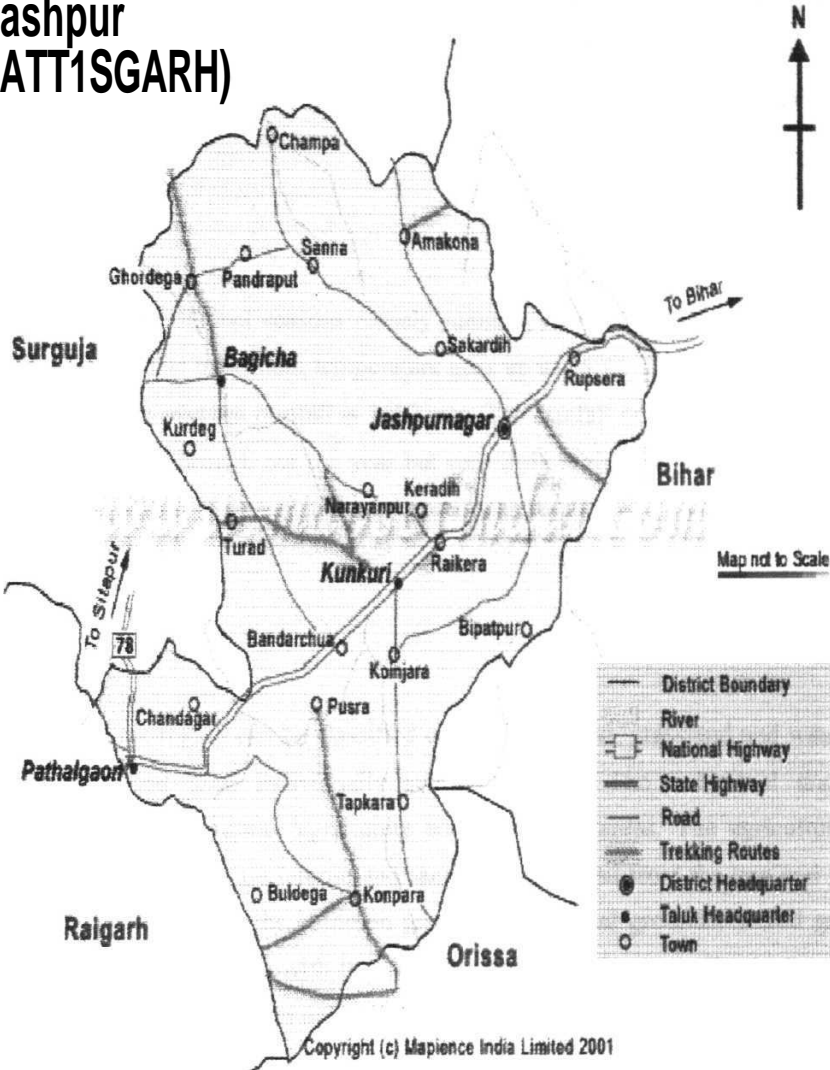 ashpur
ATT1SGARH)
N
Champa
Amakona
Sanna
Ghordega
Pandraput
To Bihar
Surguja
Sakardih
Bagicha
Rupsera
Jashpurnagar
Kurdeg
Bihar
Keradih
Narayanpur
Turad
Raikera
Map not to Scale
Kunkuri
To Sitapur
78
Bandarchua
Bipatpur
Koinjara
Chandagar
Pusra
Pathalgaon
Tapkara
Buldega
Konpara
Raigarh
Orissa
District Boundary
River
National Highway
State Highway
Road
Trekking Routes
District Headquarter
Taluk Headquarter
Town
Copyright (c) Mapience India Limited 2001